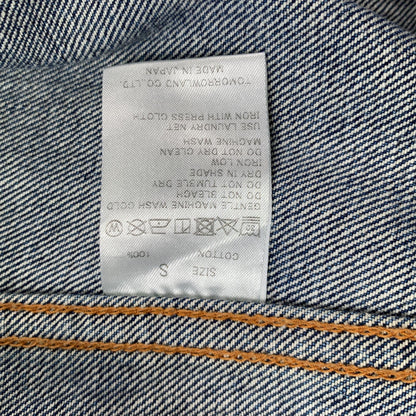 SIZE S
COTTON 100%
GENTLE MACHINE WASH GOLD
DO NOT BLEACH
DO NOT TUMBLE DRY
DRY IN SHADE
IRON LOW
DO NOT DRY CLEAN
MACHINE WASH
USE LAUNDRY NET
IRON WITH PRESS CLOTH
TOMORROWLAND CO.,LTD.
MADE IN JAPAN